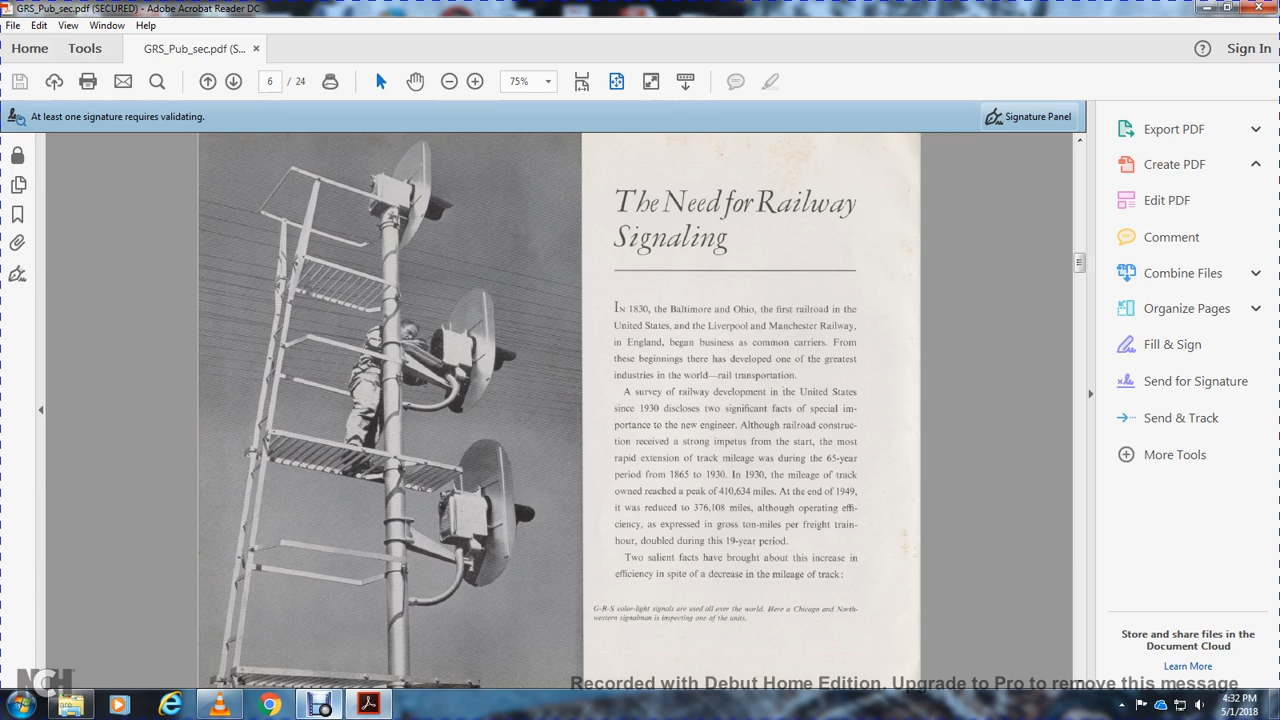 GRS_Pub_sec.pdf (SECURED) - Adobe Acrobat Reader DC
File Edit View Window Help
Home Tools GRS_Pub_sec.pdf (S... × Sign In
6 / 24 75%
At least one signature requires validating. Signature Panel
The Need for Railway
Signaling
IN 1830, the Baltimore and Ohio, the first railroad in the
United States, and the Liverpool and Manchester Railway,
in England, began business as common carriers. From
these beginnings there has developed one of the greatest
industries in the world—rail transportation.
A survey of railway development in the United States
since 1930 discloses two significant facts of special im-
portance to the new engineer. Although railroad construc-
tion received a strong impetus from the start, the most
rapid extension of track mileage was during the 65-year
period from 1865 to 1930. In 1930, the mileage of track
owned reached a peak of 410,634 miles. At the end of 1949,
it was reduced to 376,108 miles, although operating effi-
ciency, as expressed in gross ton-miles per freight train-
hour, doubled during this 19-year period.
Two salient facts have brought about this increase in
efficiency in spite of a decrease in the mileage of track:
G-R-S color-light signals are used all over the world. Here a Chicago and North-
western signalman is inspecting one of the units.
Export PDF
Create PDF
Edit PDF
Comment
Combine Files
Organize Pages
Fill & Sign
Send for Signature
Send & Track
More Tools
Store and share files in the
Document Cloud
Learn More
NCH
Recorded with Debut Home Edition. Upgrade to Pro to remove this message
4:32 PM
5/1/2018